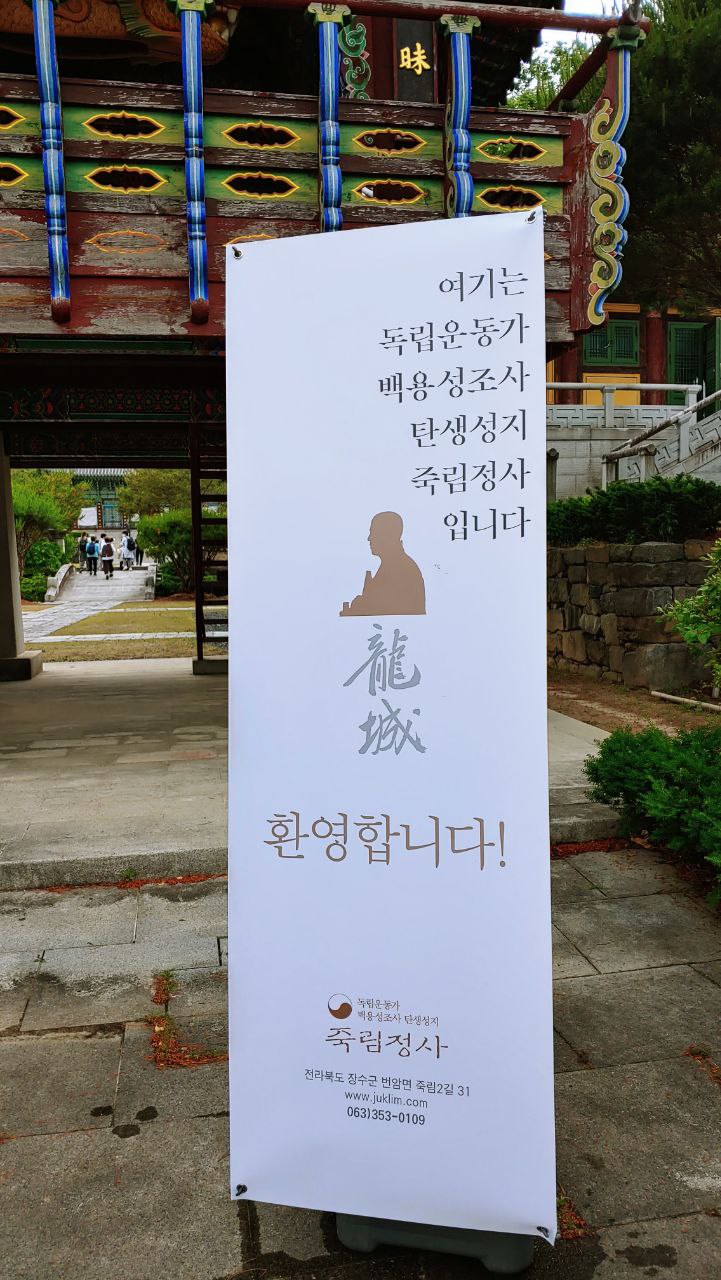 昧
여기는
독립운동가
백용성조사
탄생성지
죽림정사
입니다
龍
城
환영합니다!
독립운동가
백용성조사 탄생성지
죽림정사
전라북도 장수군 번암면 죽림2길 31
www.juklim.com
063)353-0109